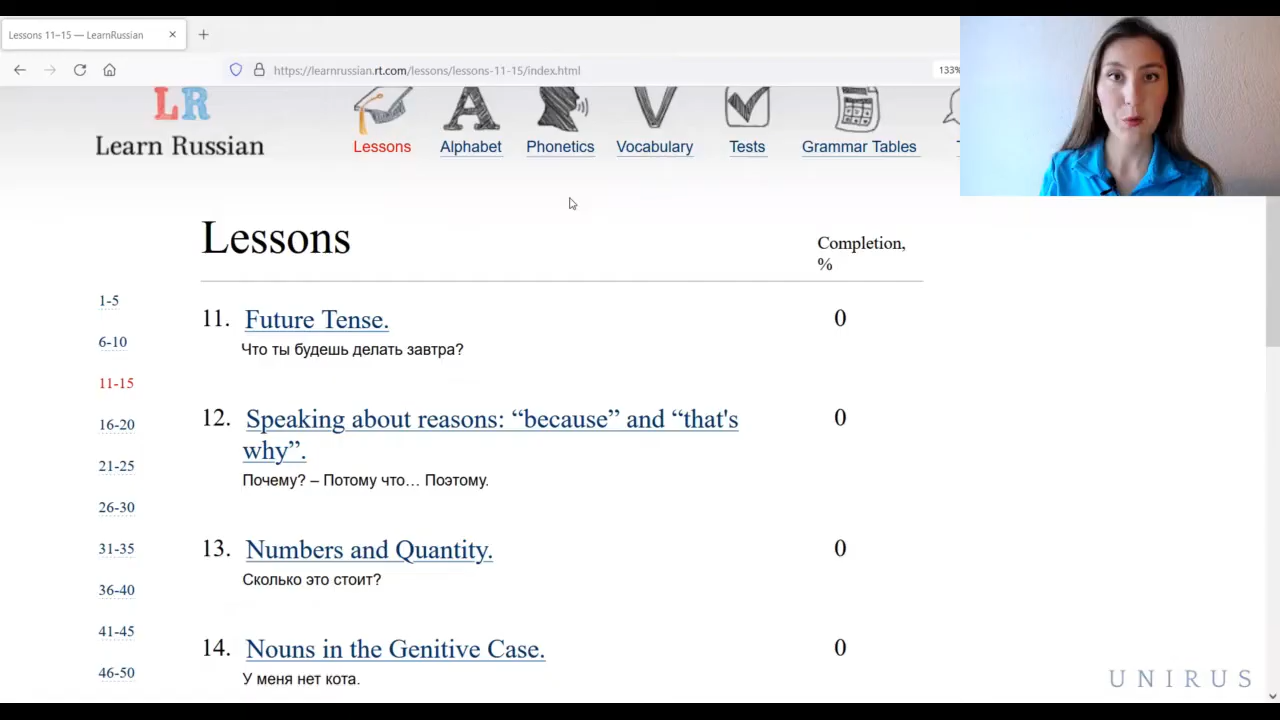 Lessons 11–15 — LearnRussian
https://learnrussian.rt.com/lessons/lessons-11-15/index.html
133%
LR
Learn Russian
Lessons
Alphabet
Phonetics
Vocabulary
Tests
Grammar Tables
Lessons
Completion,
%
1-5
6-10
11-15
16-20
21-25
26-30
31-35
36-40
41-45
46-50
11. Future Tense. 0
Что ты будешь делать завтра?
12. Speaking about reasons: “because” and “that's 0
why”.
Почему? – Потому что… Поэтому.
13. Numbers and Quantity. 0
Сколько это стоит?
14. Nouns in the Genitive Case. 0
У меня нет кота.
UNIRUS